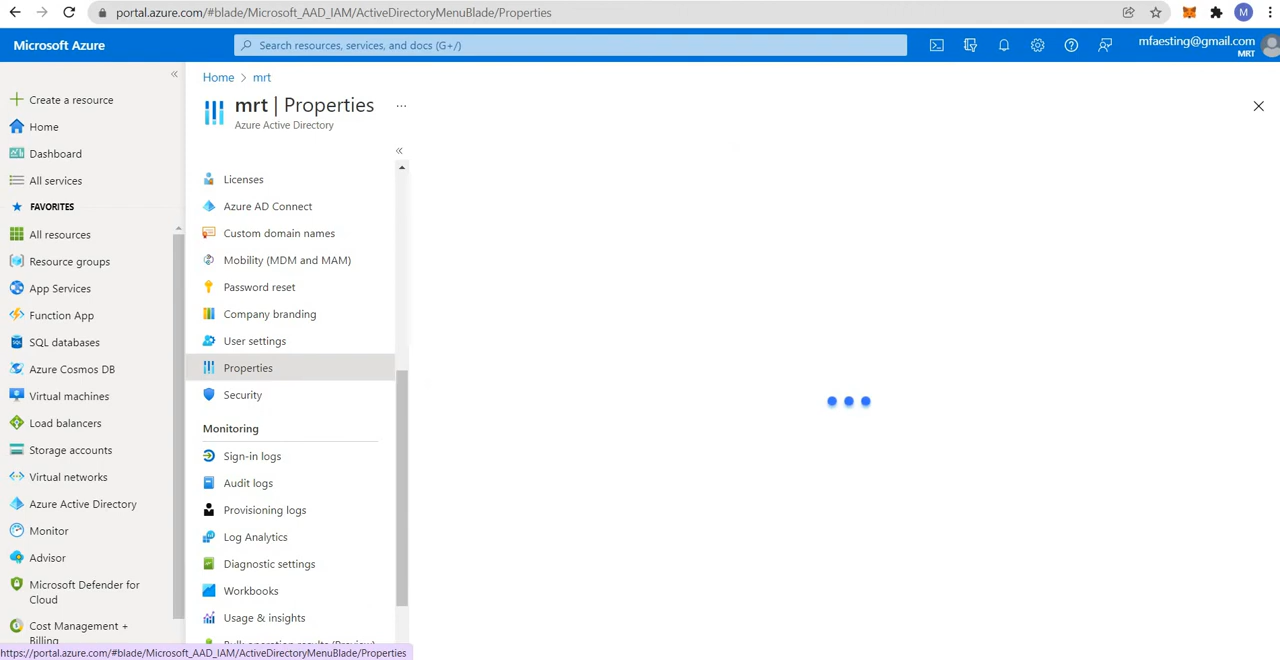 portal.azure.com/#blade/Microsoft_AAD_IAM/ActiveDirectoryMenuBlade/Properties
M
Microsoft Azure
Search resources, services, and docs (G+/)
mfaesting@gmail.com
MRT
Create a resource
Home
Dashboard
All services
FAVORITES
All resources
Resource groups
App Services
Function App
SQL databases
Azure Cosmos DB
Virtual machines
Load balancers
Storage accounts
Virtual networks
Azure Active Directory
Monitor
Advisor
Microsoft Defender for
Cloud
Cost Management +
Billing
Home > mrt
mrt | Properties
...
Azure Active Directory
Licenses
Azure AD Connect
Custom domain names
Mobility (MDM and MAM)
Password reset
Company branding
User settings
Properties
Security
Monitoring
Sign-in logs
Audit logs
Provisioning logs
Log Analytics
Diagnostic settings
Workbooks
Usage & insights
Bulk operation results (Preview)
https://portal.azure.com/#blade/Microsoft_AAD_IAM/ActiveDirectoryMenuBlade/Properties